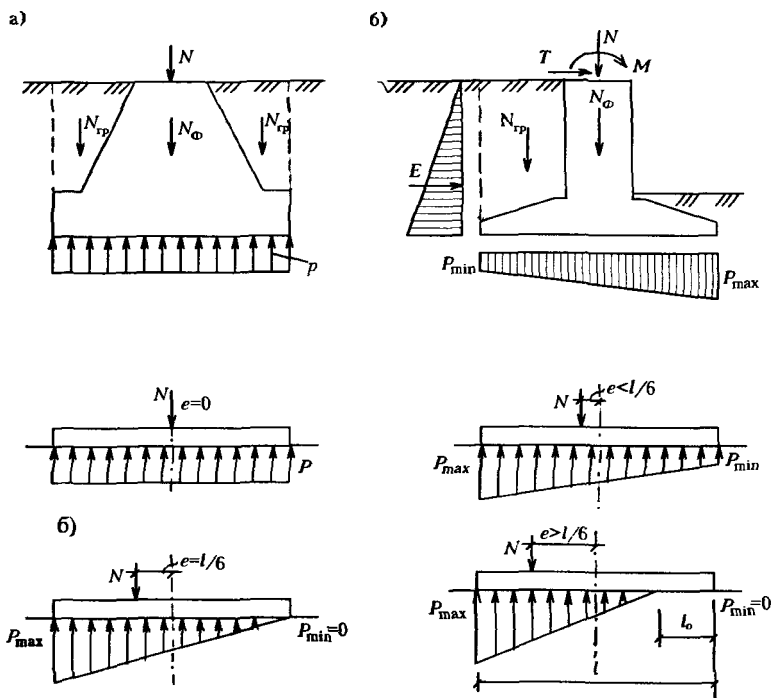 а)
б)
N
N
T
M
Nгр
NФ
Nгр
Nгр
NФ
E
p
Pmin
Pmax
N
e=0
P
e<l/6
N
Pmax
Pmin
б)
e=l/6
N
Pmax
Pmin=0
e>l/6
N
Pmax
Pmin=0
lo
l